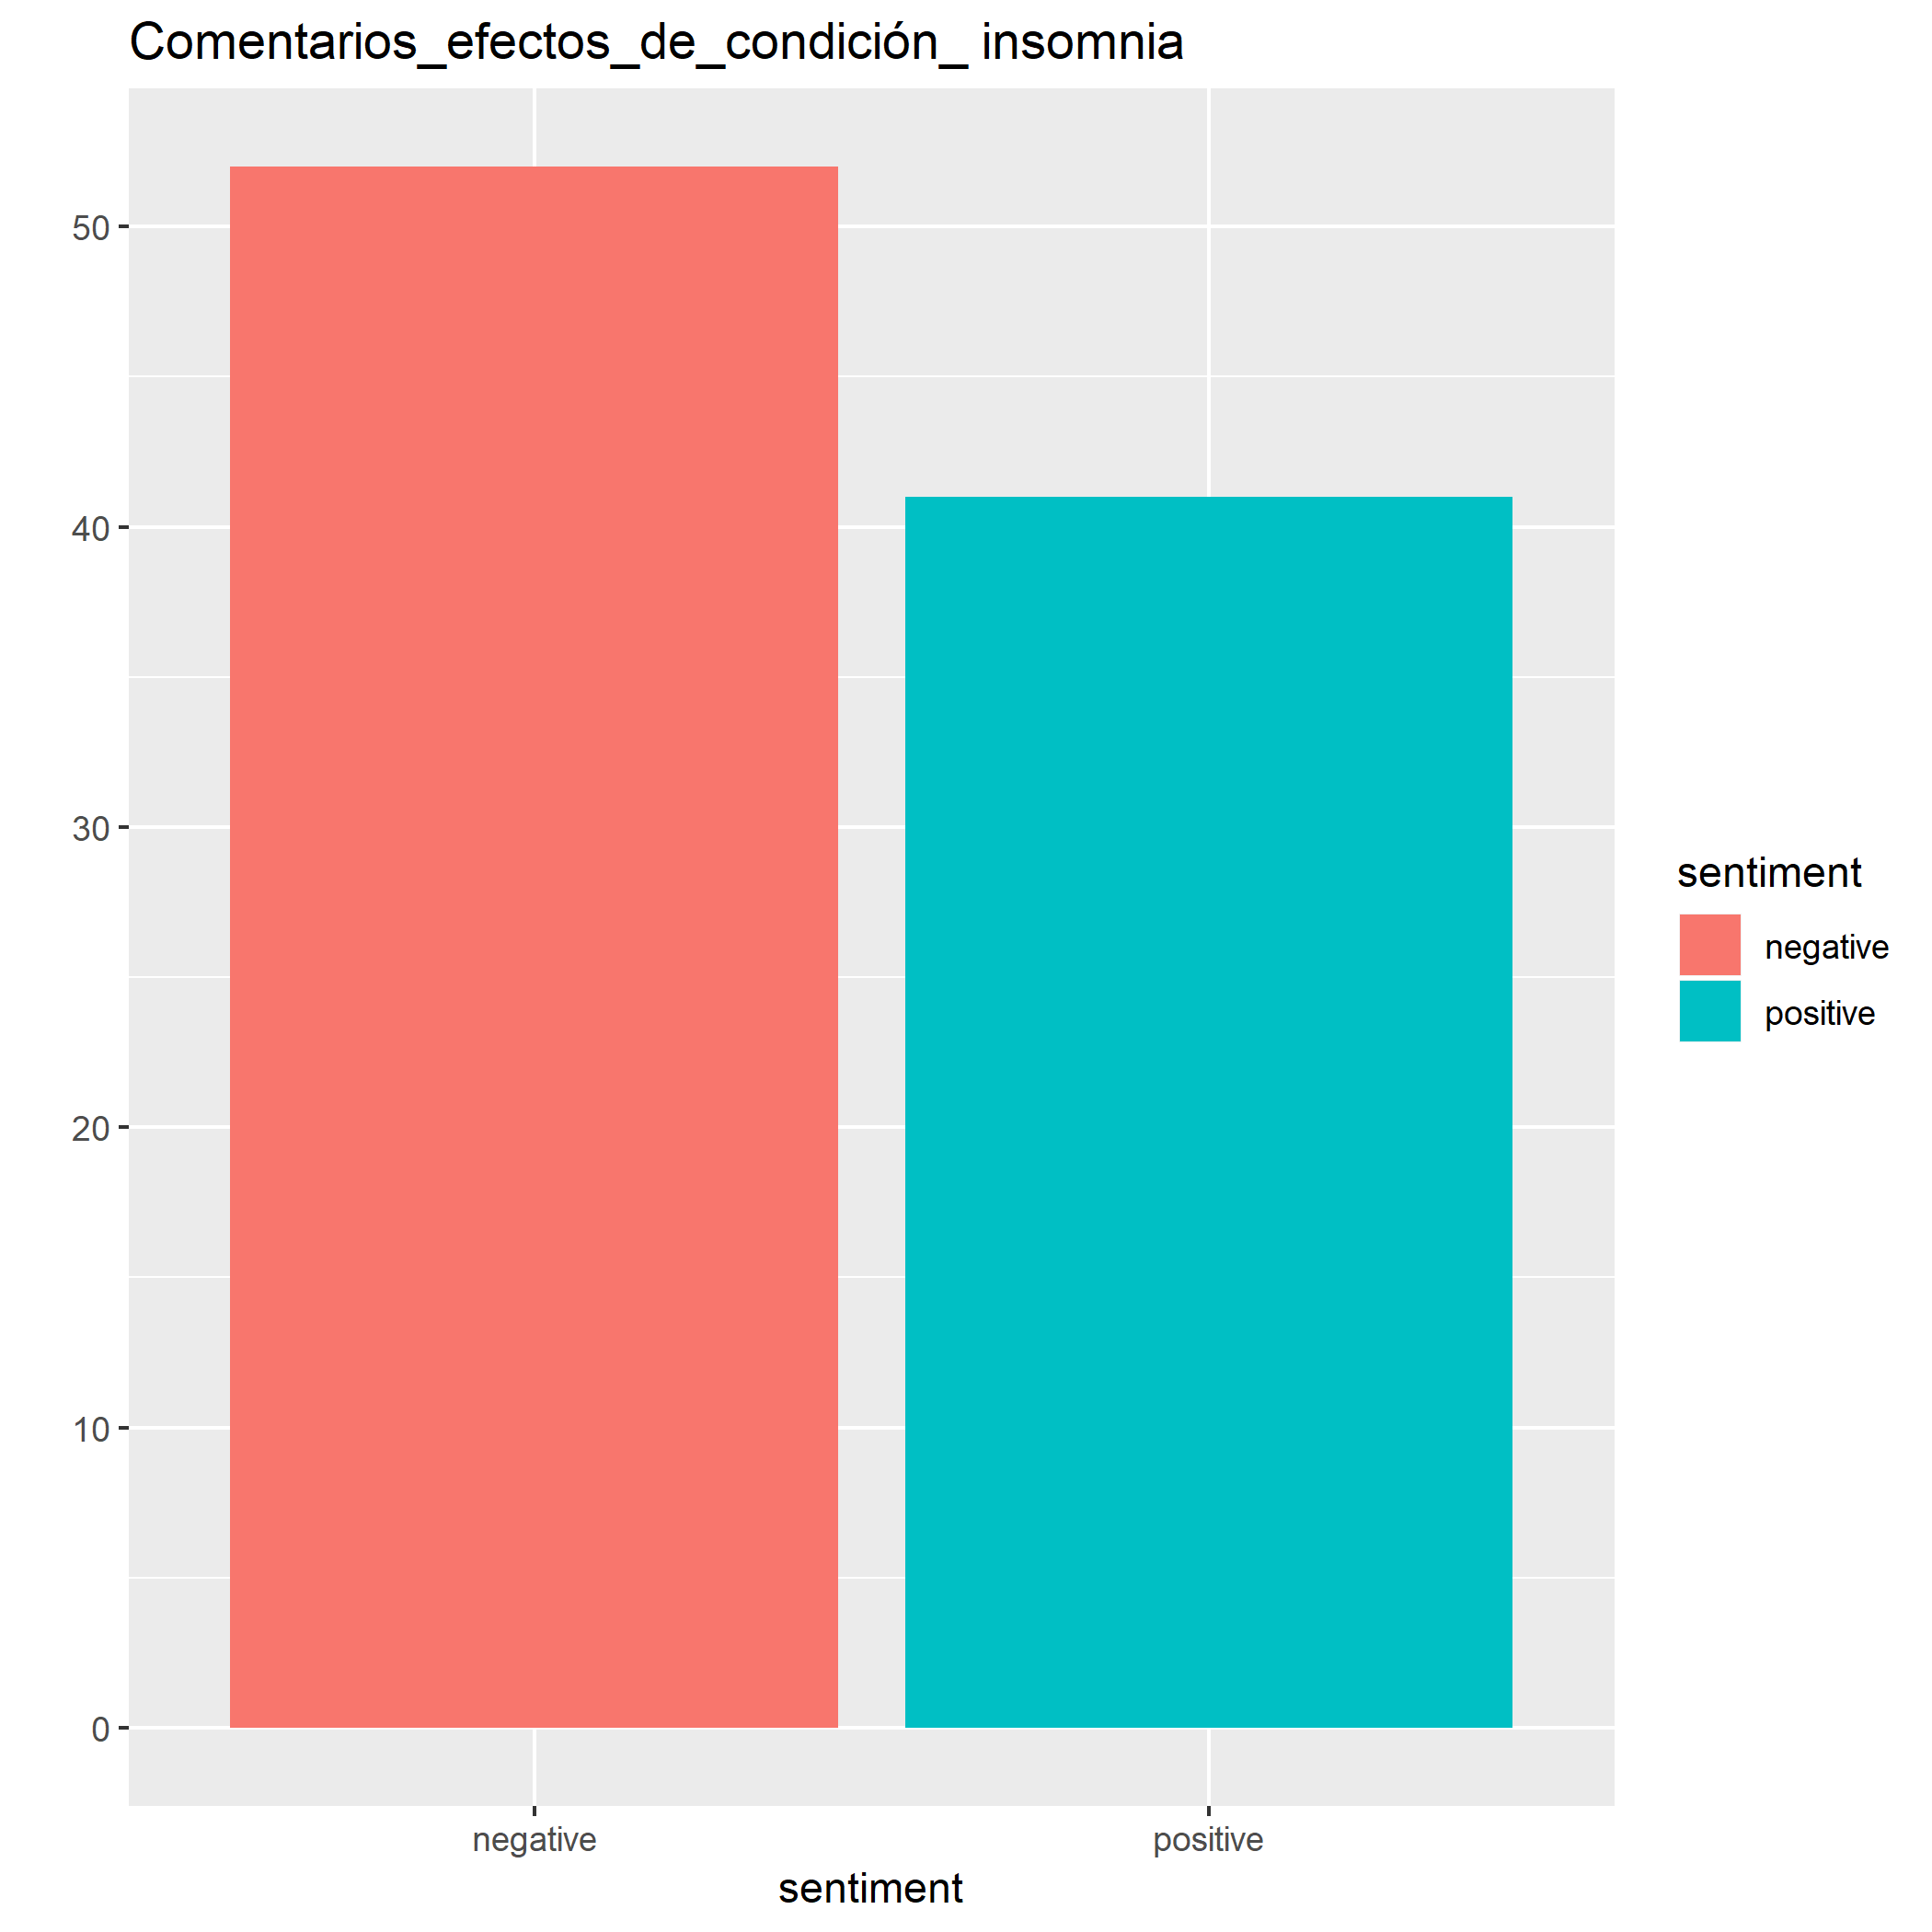 Comentarios_efectos_de_condición_ insomnia
50
40
30
20
10
0
negative
positive
sentiment
sentiment
negative
positive